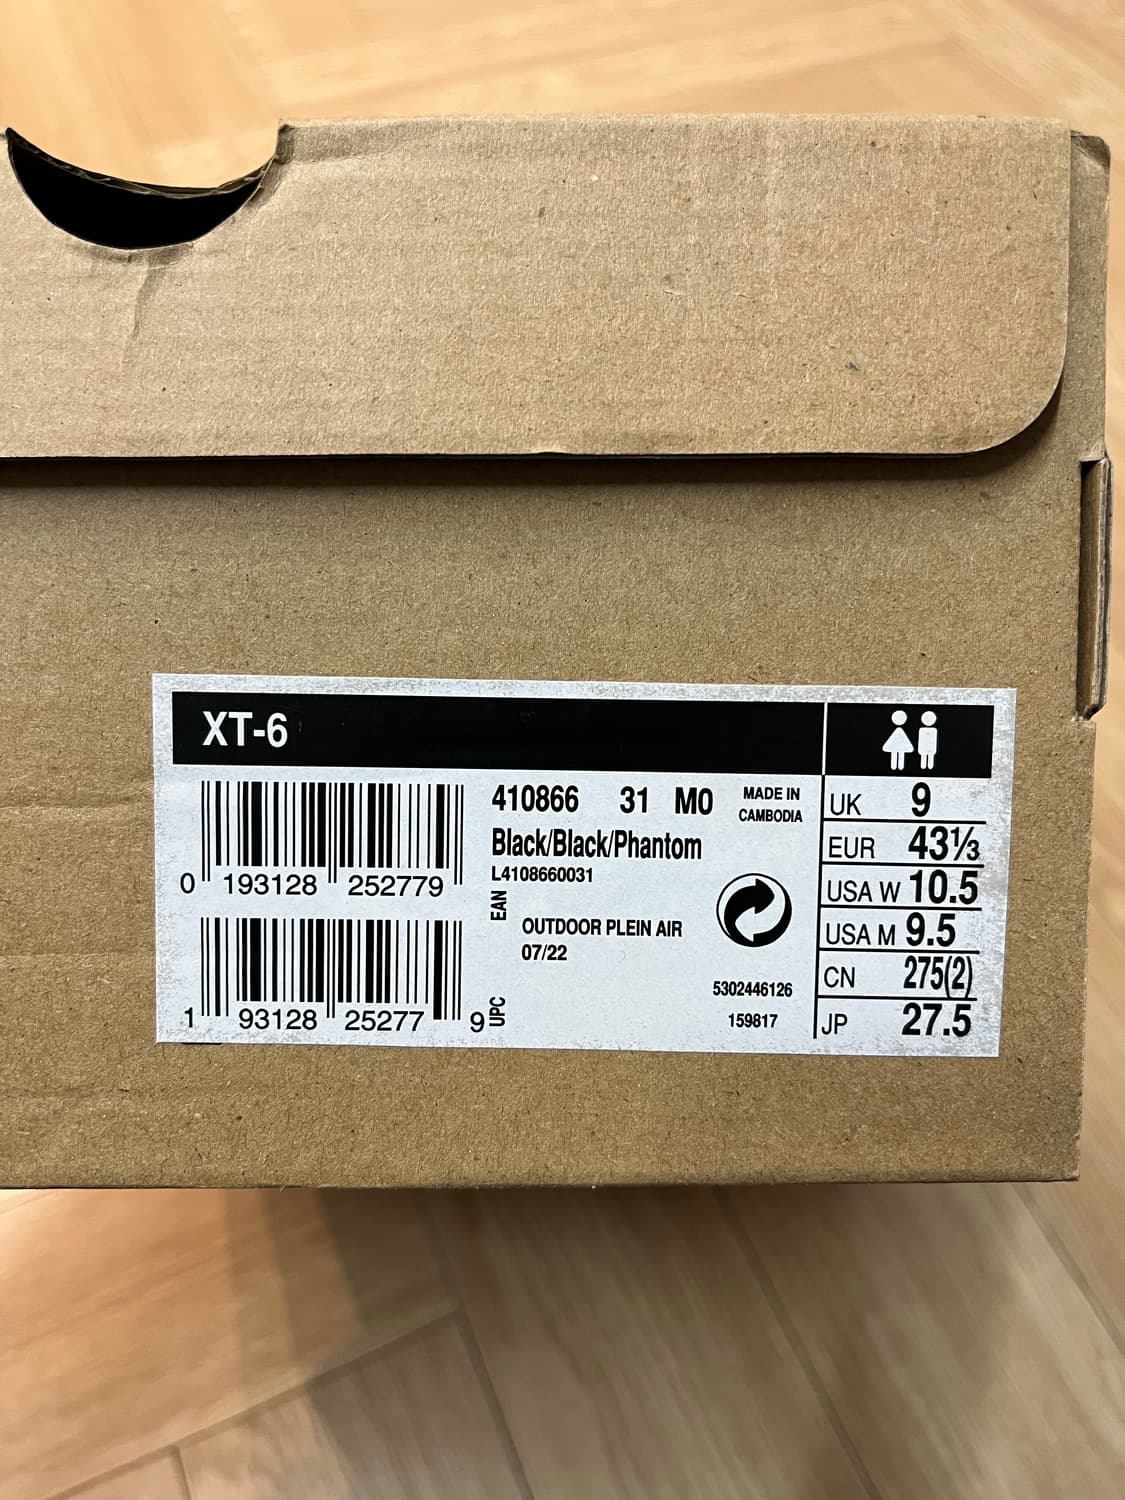 XT-6
0 193128 252779
1 93128 25277 9
EAN
UPC
410866 31 M0
Black/Black/Phantom
L4108660031
OUTDOOR PLEIN AIR
07/22
MADE IN
CAMBODIA
5302446126
159817
UK 9
EUR 43⅓
USA W 10.5
USA M 9.5
CN 275(2)
JP 27.5